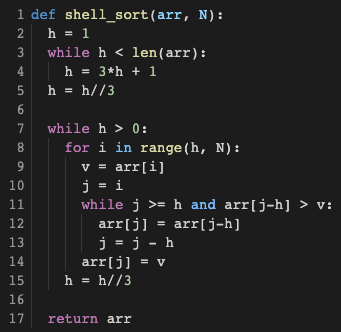 1 def shell_sort(arr, N):
2   h = 1
3   while h < len(arr):
4     h = 3*h + 1
5   h = h//3
6
7   while h > 0:
8     for i in range(h, N):
9       v = arr[i]
10       j = i
11       while j >= h and arr[j-h] > v:
12         arr[j] = arr[j-h]
13         j = j - h
14       arr[j] = v
15     h = h//3
16
17   return arr